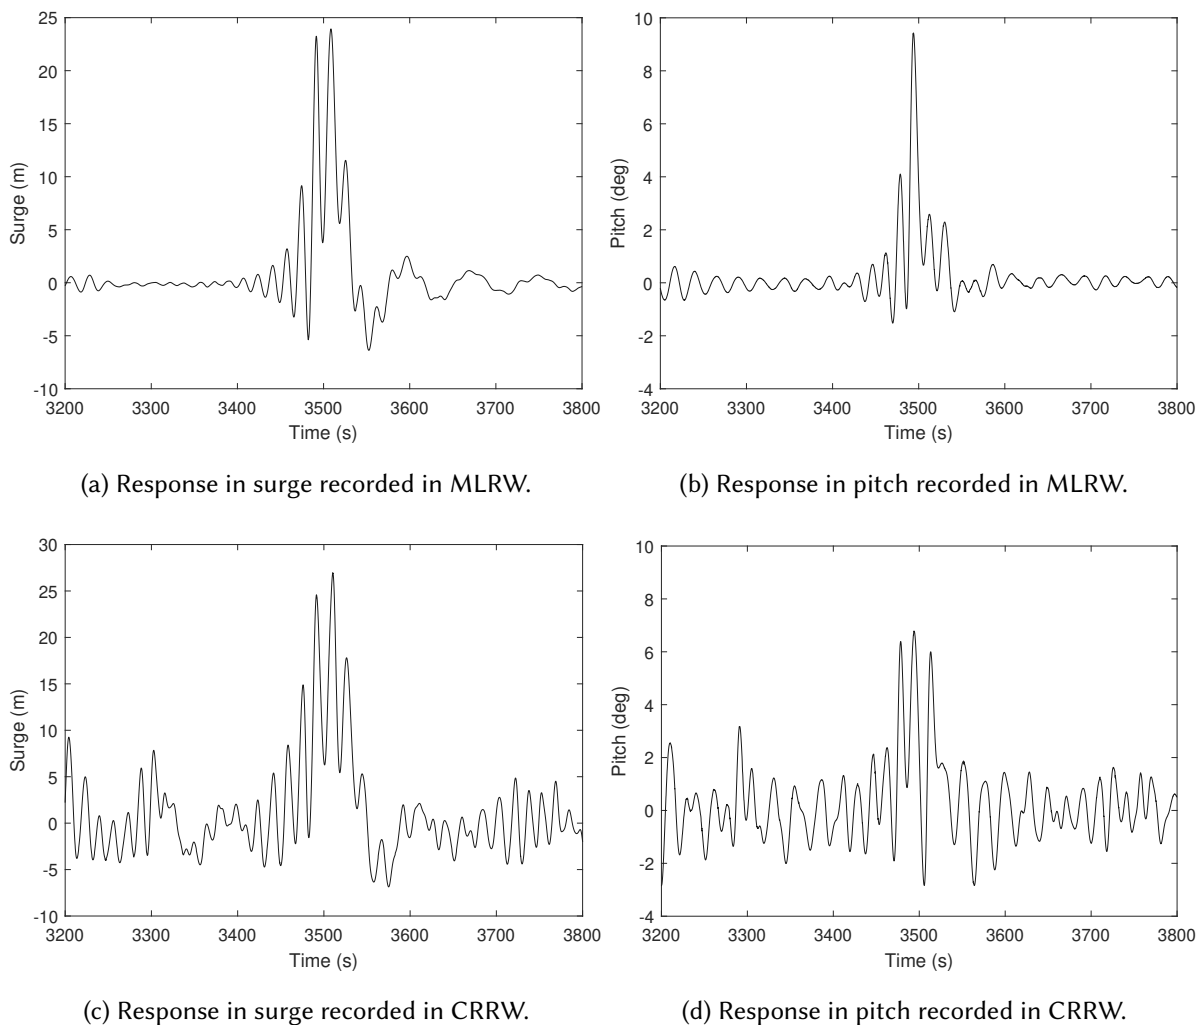 25
20
15
10
5
0
-5
-10
Surge (m)
3200 3300 3400 3500 3600 3700 3800
Time (s)
(a) Response in surge recorded in MLRW.
10
8
6
4
2
0
-2
-4
Pitch (deg)
3200 3300 3400 3500 3600 3700 3800
Time (s)
(b) Response in pitch recorded in MLRW.
30
25
20
15
10
5
0
-5
-10
Surge (m)
3200 3300 3400 3500 3600 3700 3800
Time (s)
(c) Response in surge recorded in CRRW.
10
8
6
4
2
0
-2
-4
Pitch (deg)
3200 3300 3400 3500 3600 3700 3800
Time (s)
(d) Response in pitch recorded in CRRW.